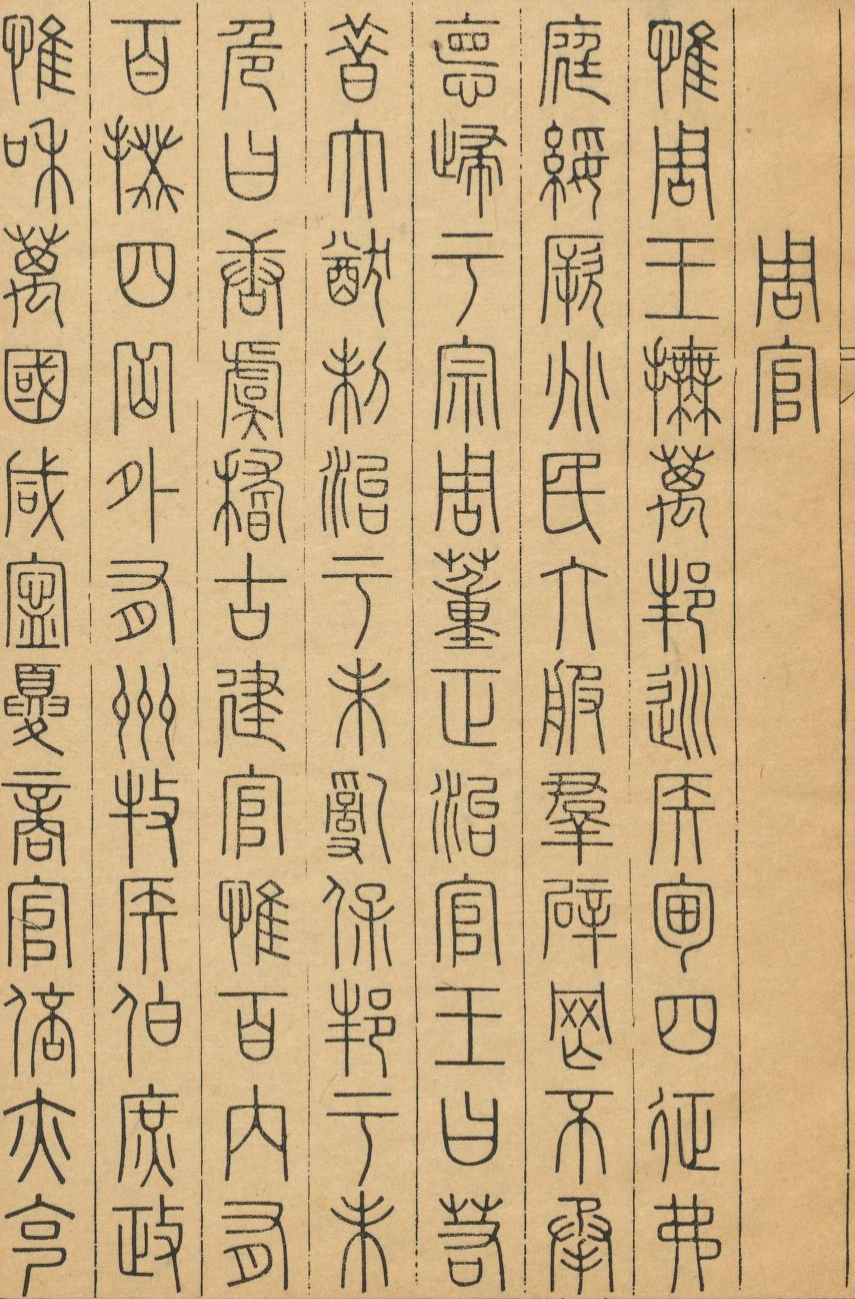 周官
惟周王撫萬邦巡侯甸四征弗
庭綏厥兆民六服羣辟罔不承
德歸于宗周董正治官王曰若
昔大猷制治于未亂保邦于未
危曰唐虞稽古建官惟百內有
百揆四岳外有州牧侯伯庶政
惟和萬國咸寧夏商官倍亦克